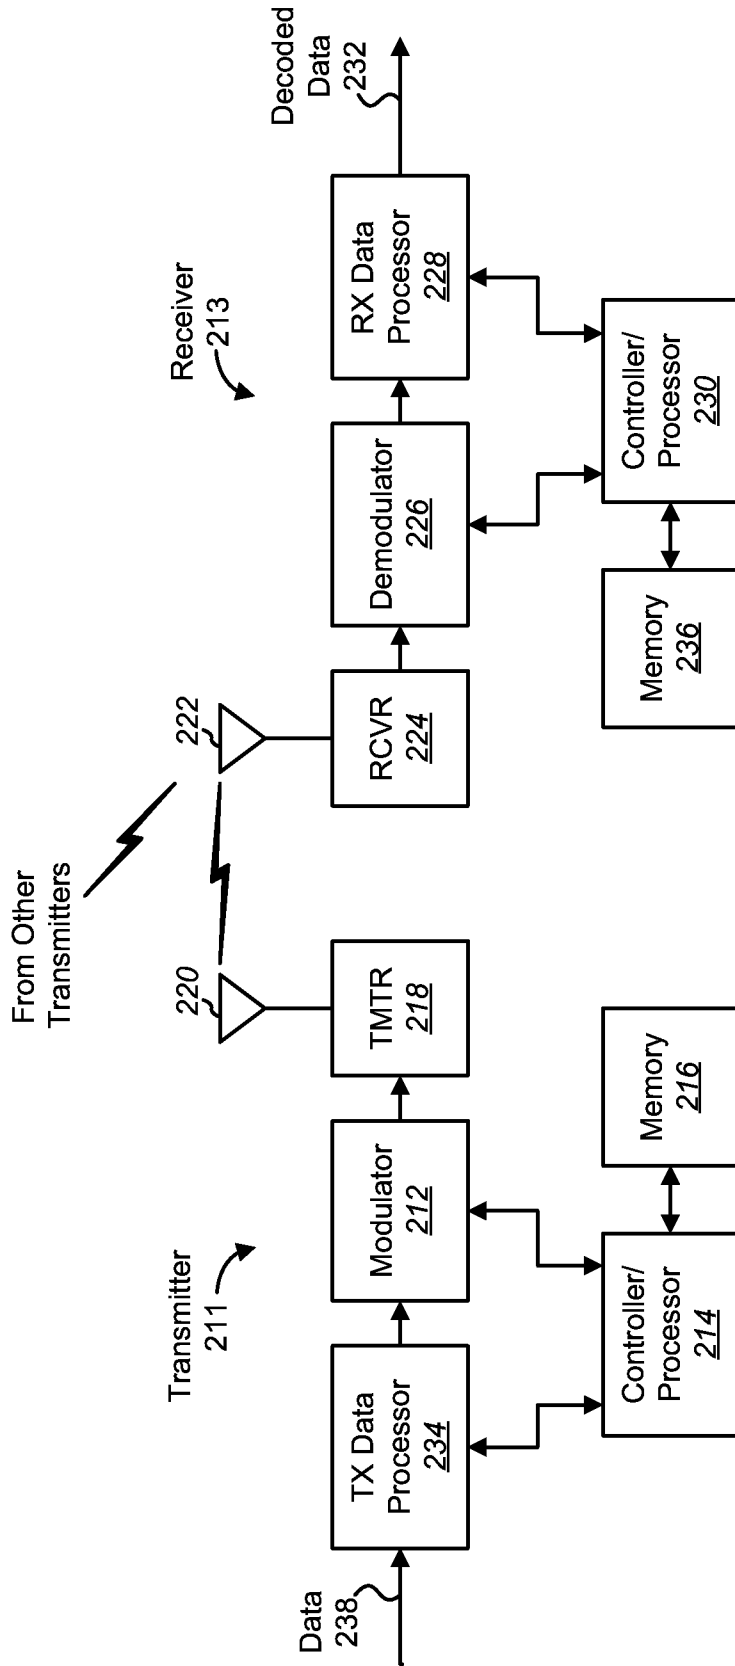 From Other
Transmitters
Transmitter
211
Receiver
213
220
222
Data
238
TX Data
Processor
234
Modulator
212
TMTR
218
RCVR
224
Demodulator
226
RX Data
Processor
228
Decoded
Data
232
Controller/
Processor
214
Memory
216
Memory
236
Controller/
Processor
230